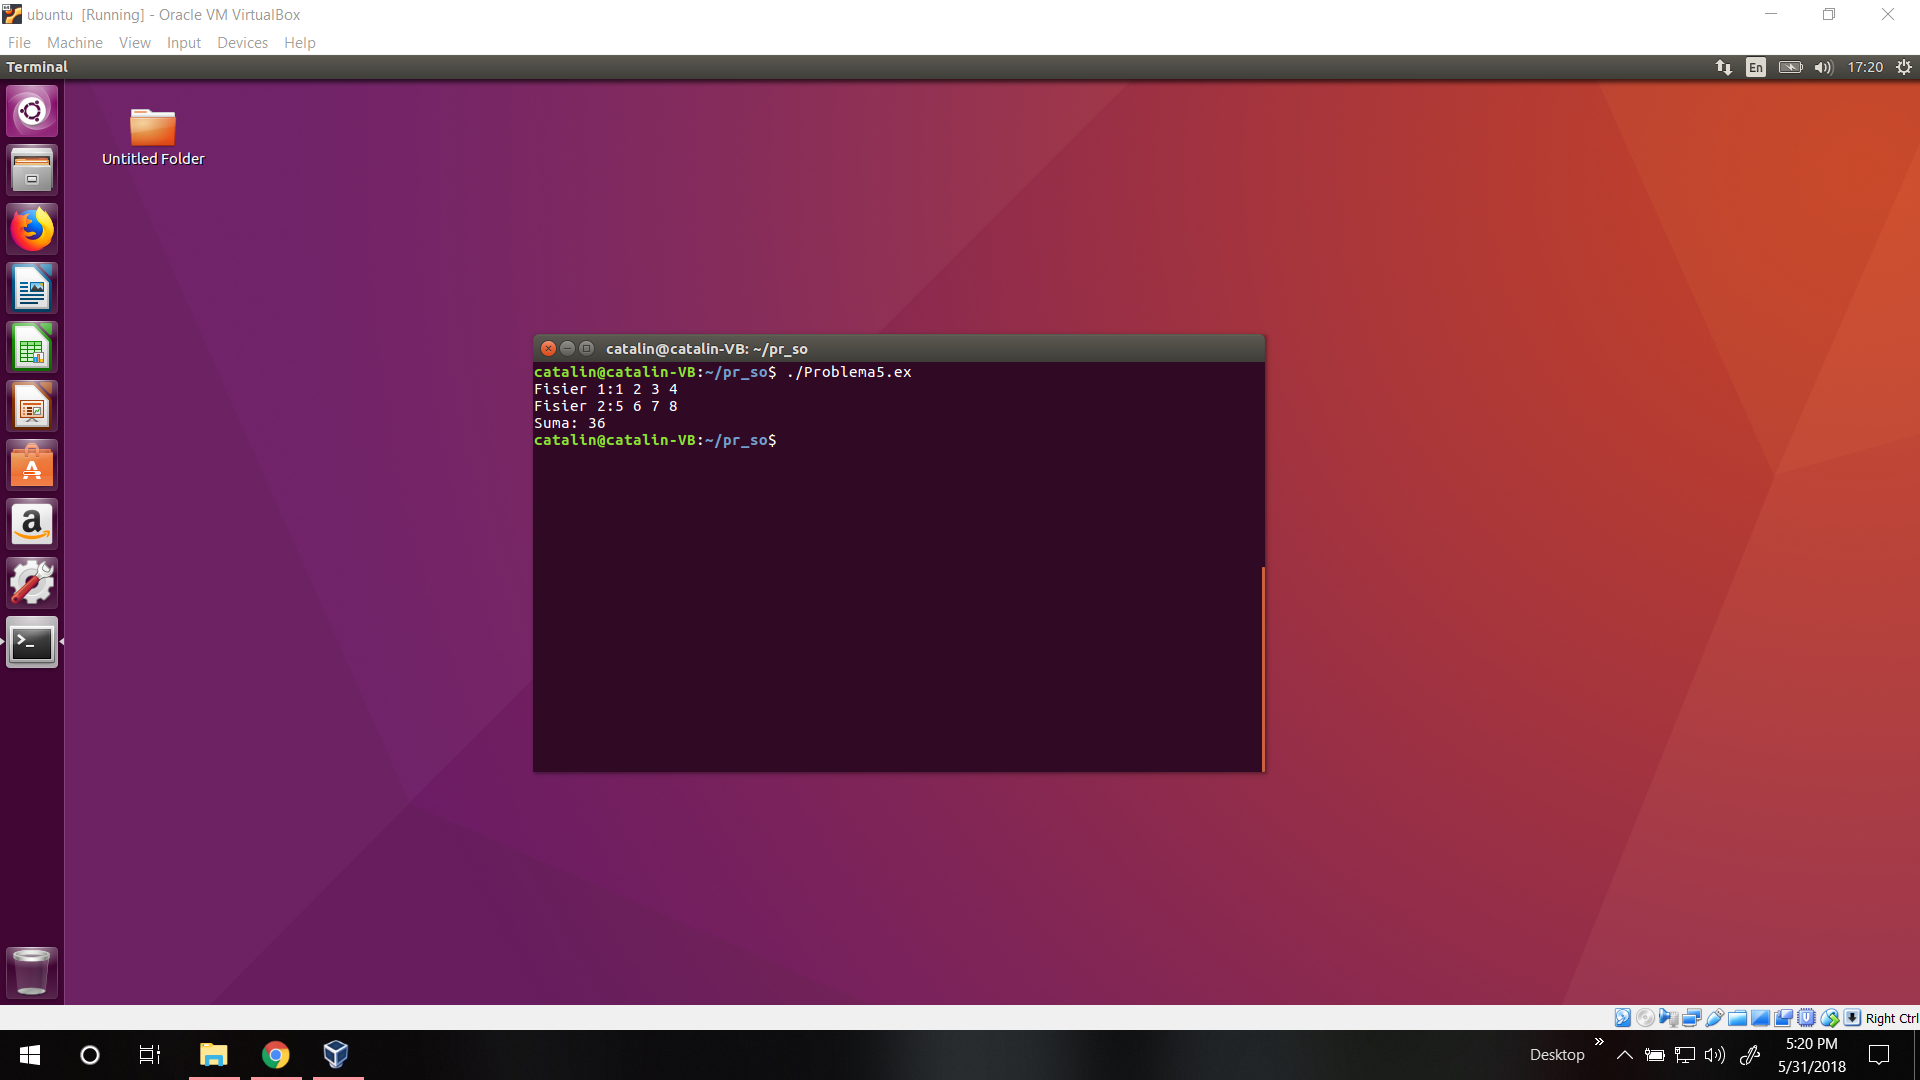 ubuntu [Running] - Oracle VM VirtualBox
File Machine View Input Devices Help
Terminal
En
17:20
Untitled Folder
catalin@catalin-VB: ~/pr_so
catalin@catalin-VB:~/pr_so$ ./Problema5.ex
Fisier 1:1 2 3 4
Fisier 2:5 6 7 8
Suma: 36
catalin@catalin-VB:~/pr_so$
Right Ctrl
Desktop
5:20 PM
5/31/2018